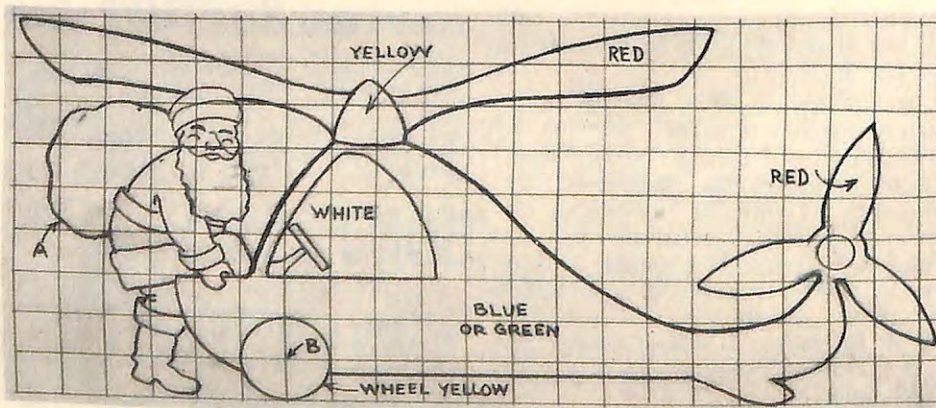 YELLOW
RED
RED
WHITE
A
BLUE
OR GREEN
B
WHEEL YELLOW